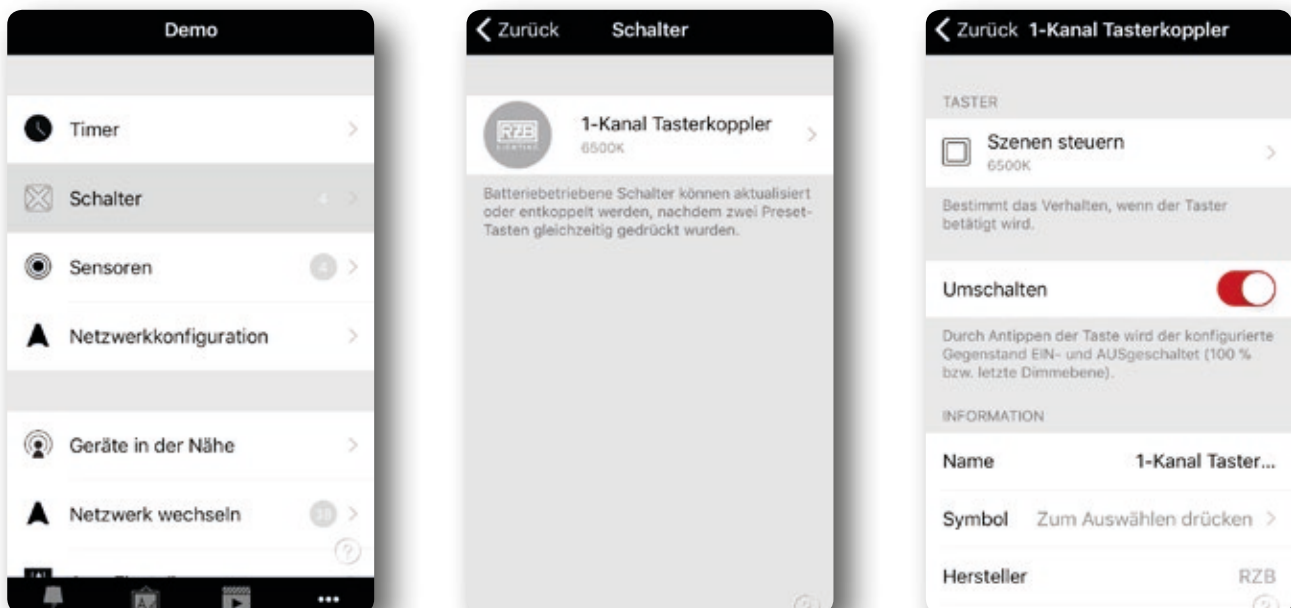 Demo
Timer
Schalter
4
Sensoren
4
Netzwerkkonfiguration
Geräte in der Nähe
Netzwerk wechseln
?
Zurück Schalter
RZB
LIGHTING
1-Kanal Tasterkoppler
6500K
Batteriebetriebene Schalter können aktualisiert
oder entkoppelt werden, nachdem zwei Preset-
Tasten gleichzeitig gedrückt wurden.
?
Zurück 1-Kanal Tasterkoppler
TASTER
Szenen steuern
6500K
Bestimmt das Verhalten, wenn der Taster
betätigt wird.
Umschalten
Durch Antippen der Taste wird der konfigurierte
Gegenstand EIN- und AUSgeschaltet (100 %
bzw. letzte Dimmebene).
INFORMATION
Name 1-Kanal Taster...
Symbol Zum Auswählen drücken
Hersteller RZB
?